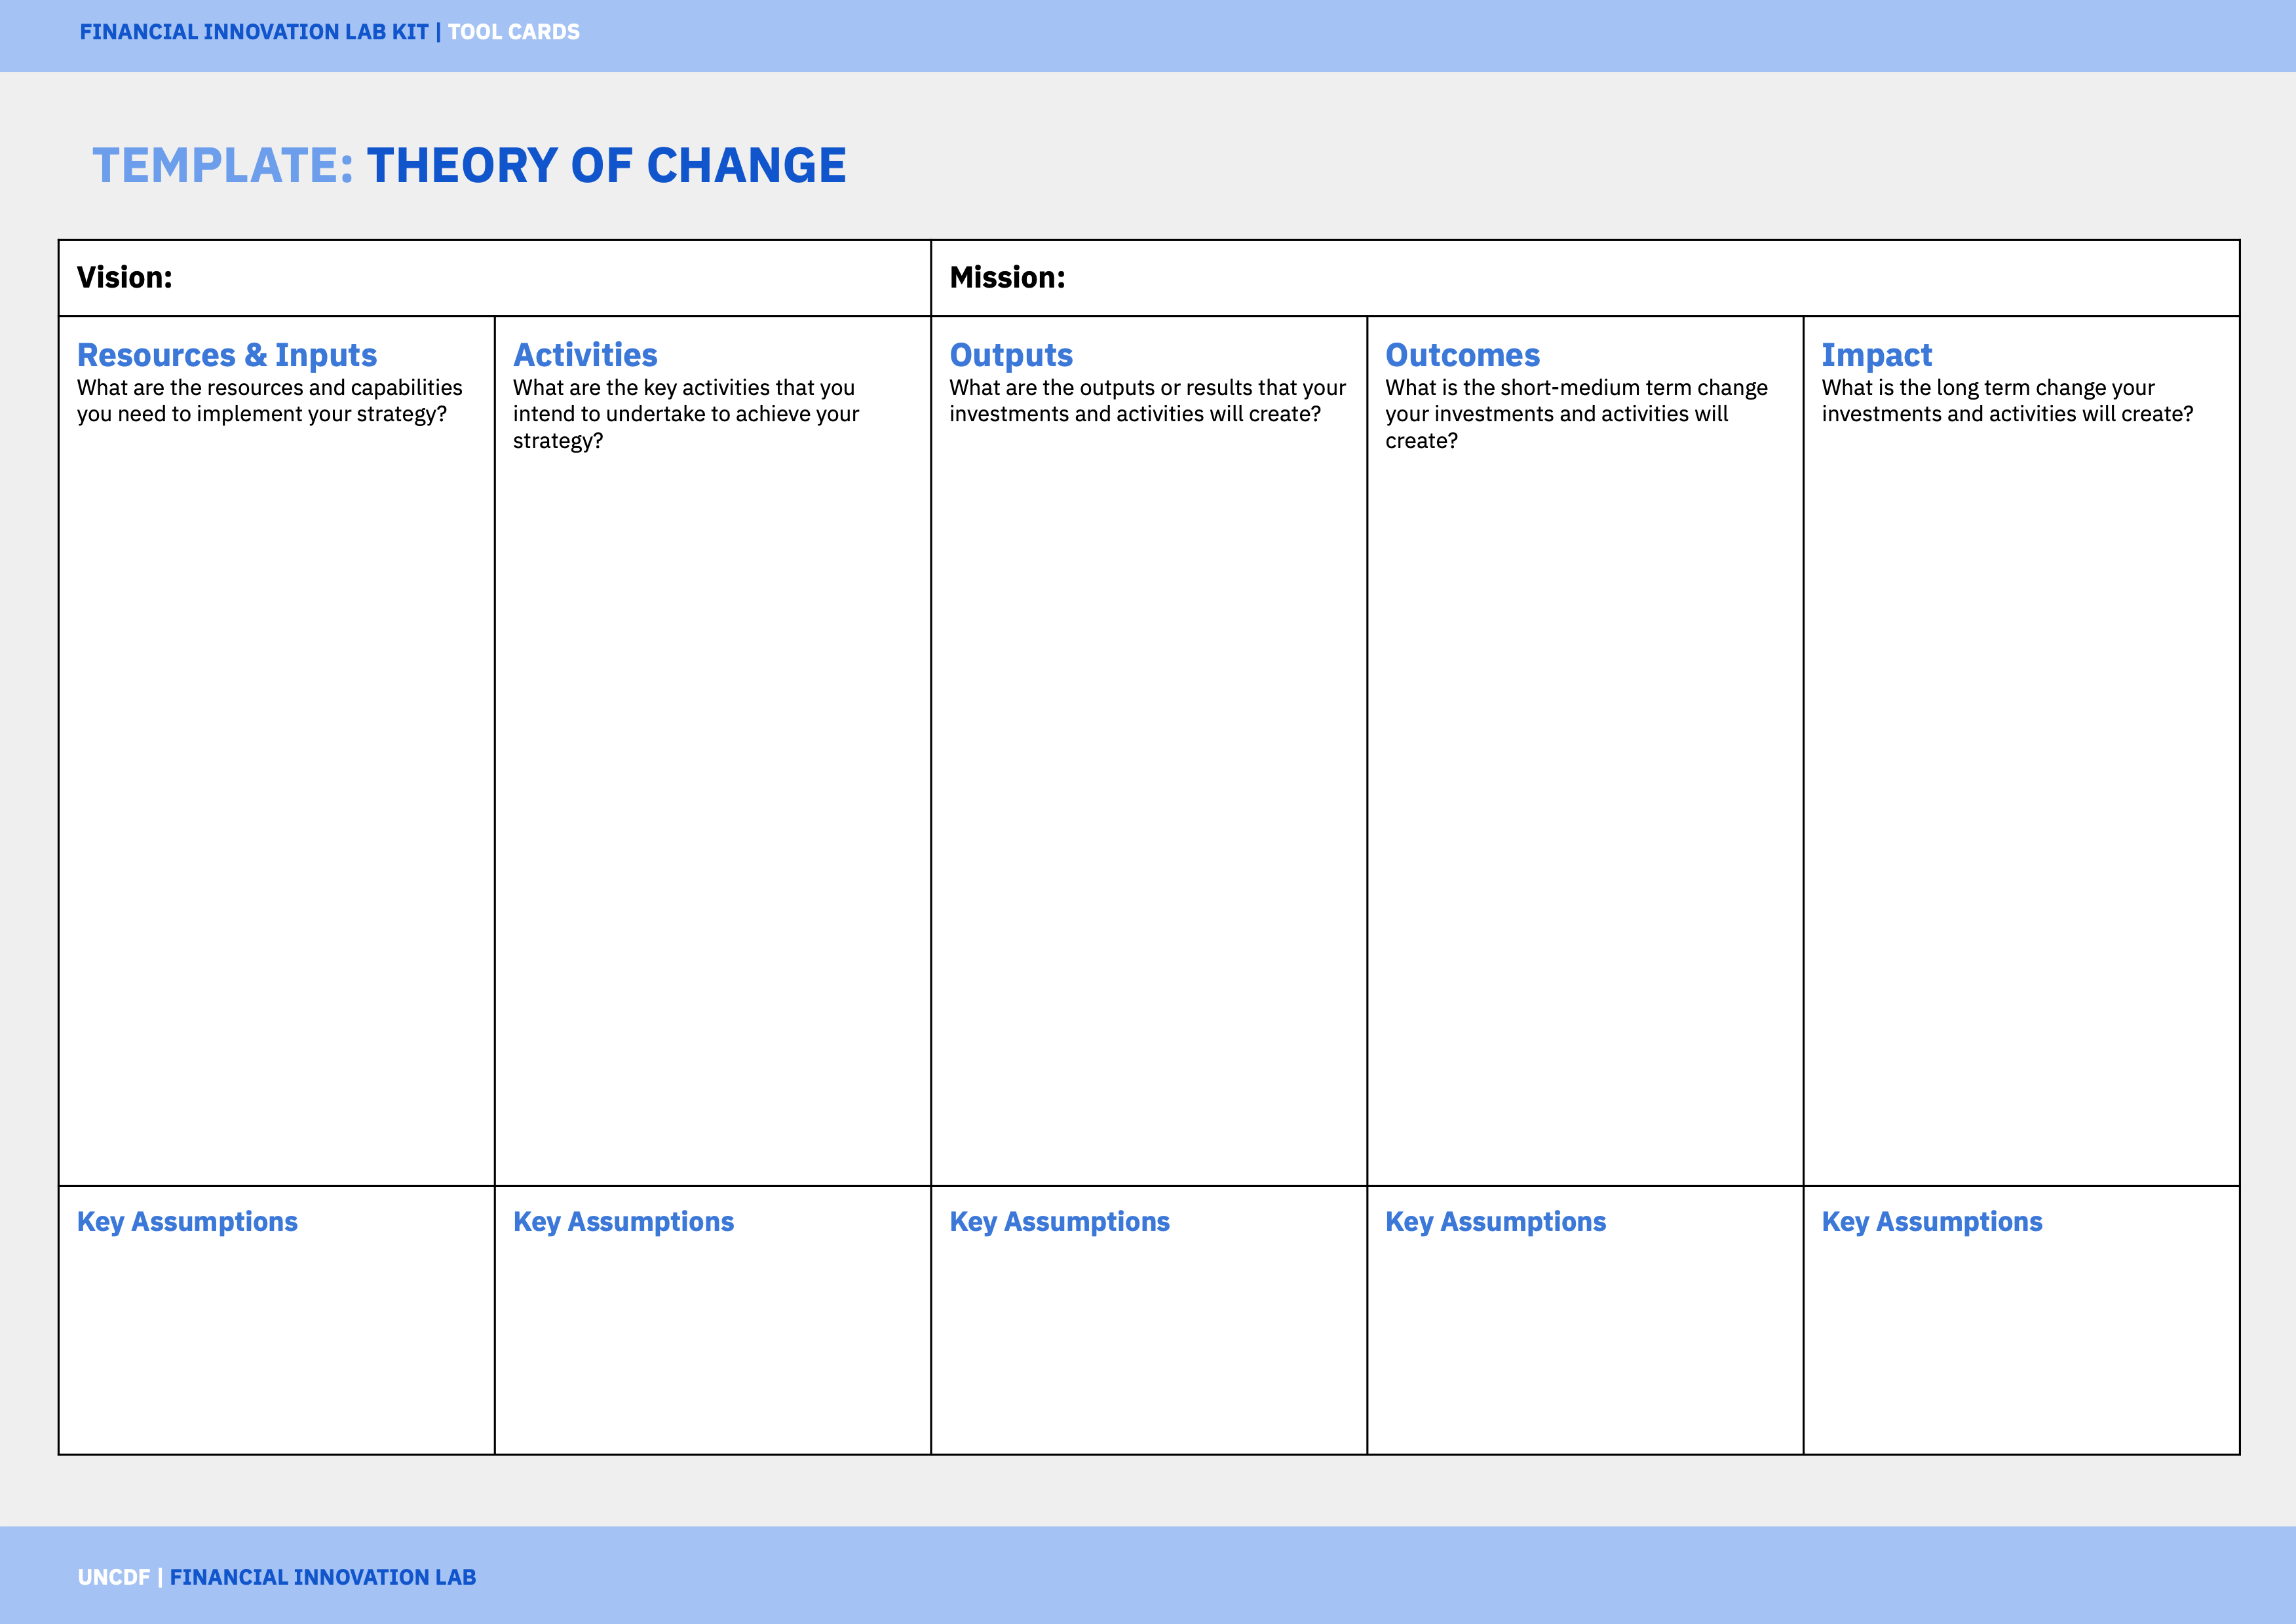 FINANCIAL INNOVATION LAB KIT | TOOL CARDS
TEMPLATE: THEORY OF CHANGE
Vision:
Mission:
Resources & Inputs
What are the resources and capabilities
you need to implement your strategy?
Activities
What are the key activities that you
intend to undertake to achieve your
strategy?
Outputs
What are the outputs or results that your
investments and activities will create?
Outcomes
What is the short-medium term change
your investments and activities will
create?
Impact
What is the long term change your
investments and activities will create?
Key Assumptions
Key Assumptions
Key Assumptions
Key Assumptions
Key Assumptions
UNCDF | FINANCIAL INNOVATION LAB